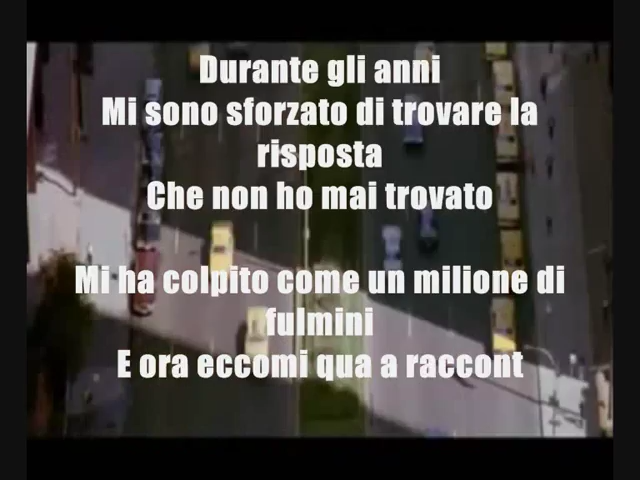 Durante gli anni
Mi sono sforzato di trovare la
risposta
Che non ho mai trovato
Mi ha colpito come un milione di
fulmini
E ora eccomi qua a raccont